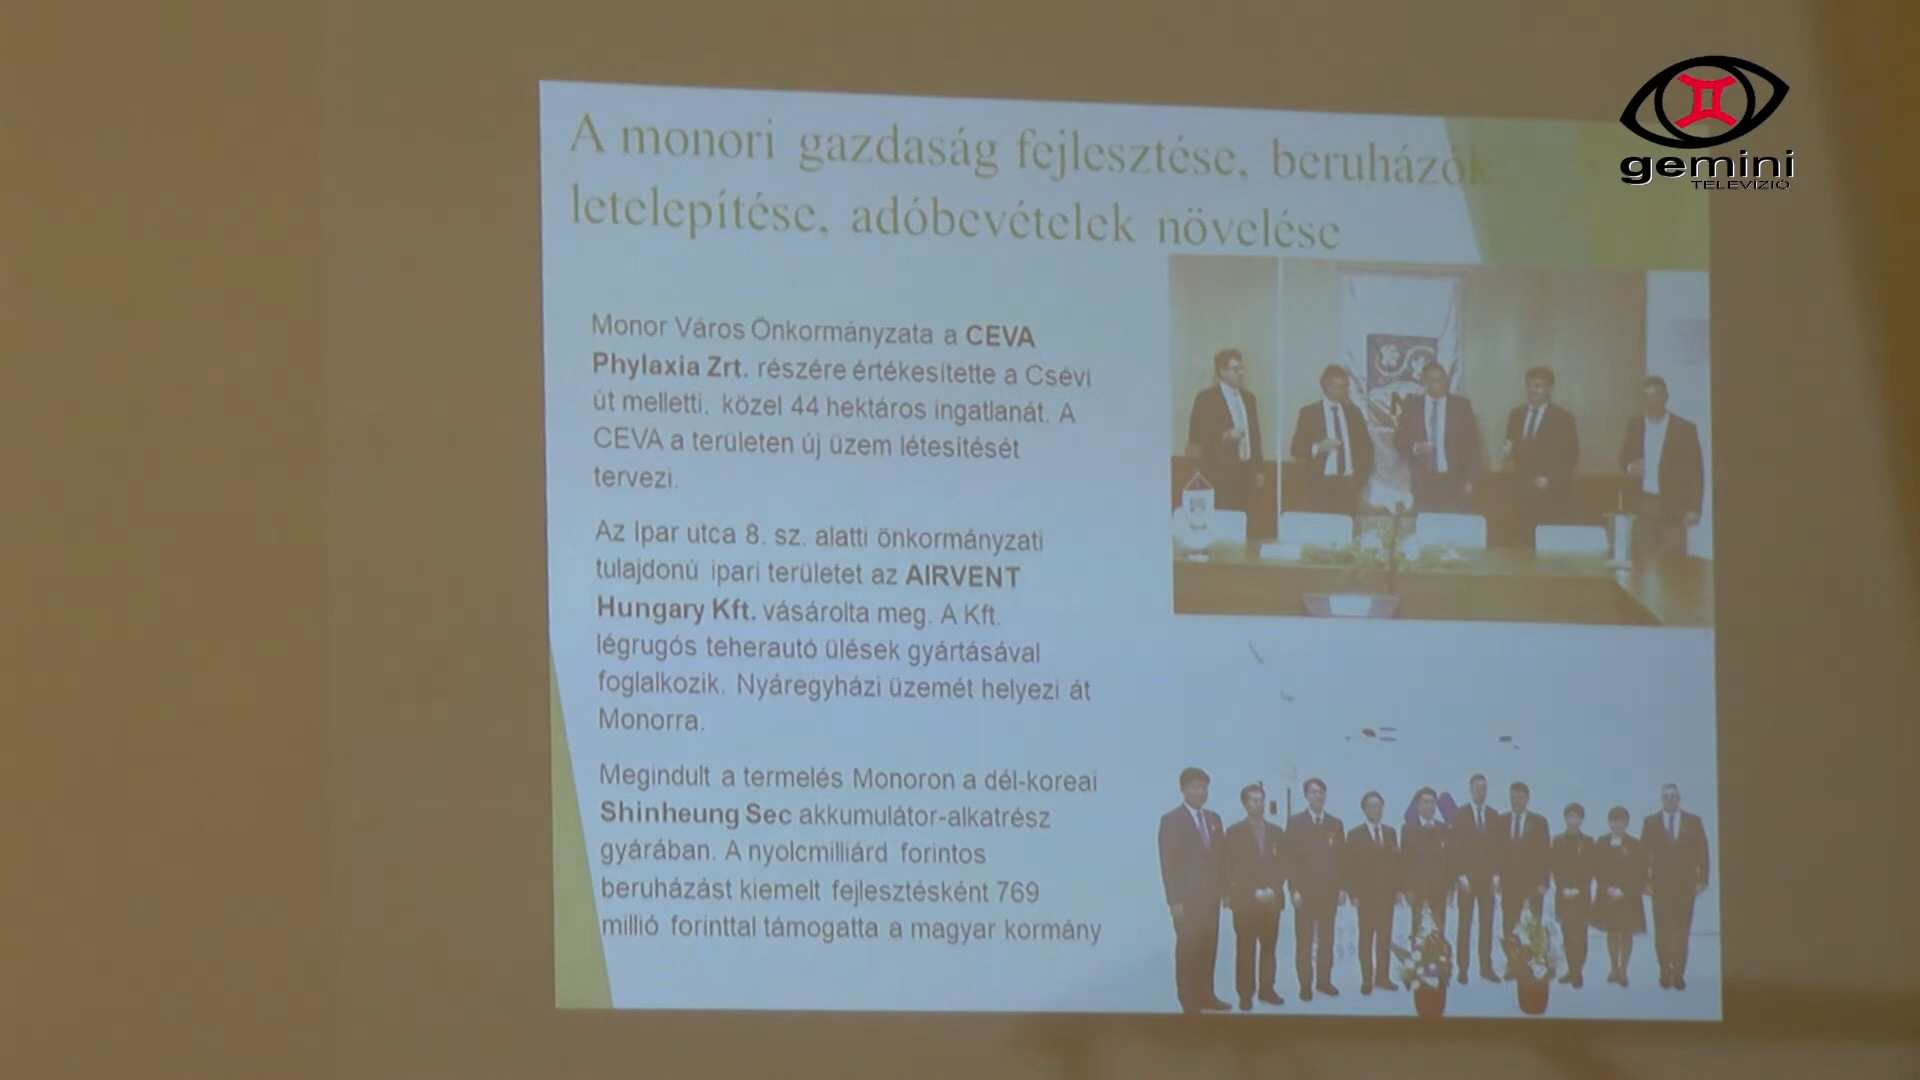 A monori gazdaság fejlesztése, beruházók
letelepítése, adóbevételek növelése
gemini
TELEVÍZIÓ
Monor Város Önkormányzata a CEVA
Phylaxia Zrt. részére értékesítette a Csévi
út melletti, közel 44 hektáros ingatlanát. A
CEVA a területen új üzem létesítését
tervezi.
Az Ipar utca 8. sz. alatti önkormányzati
tulajdonú ipari területet az AIRVENT
Hungary Kft. vásárolta meg. A Kft.
légrugós teherautó ülések gyártásával
foglalkozik. Nyáregyházi üzemét helyezi át
Monorra.
Megindult a termelés Monoron a dél-koreai
Shinheung Sec akkumulátor-alkatrész
gyárában. A nyolcmilliárd forintos
beruházást kiemelt fejlesztésként 769
millió forinttal támogatta a magyar kormány